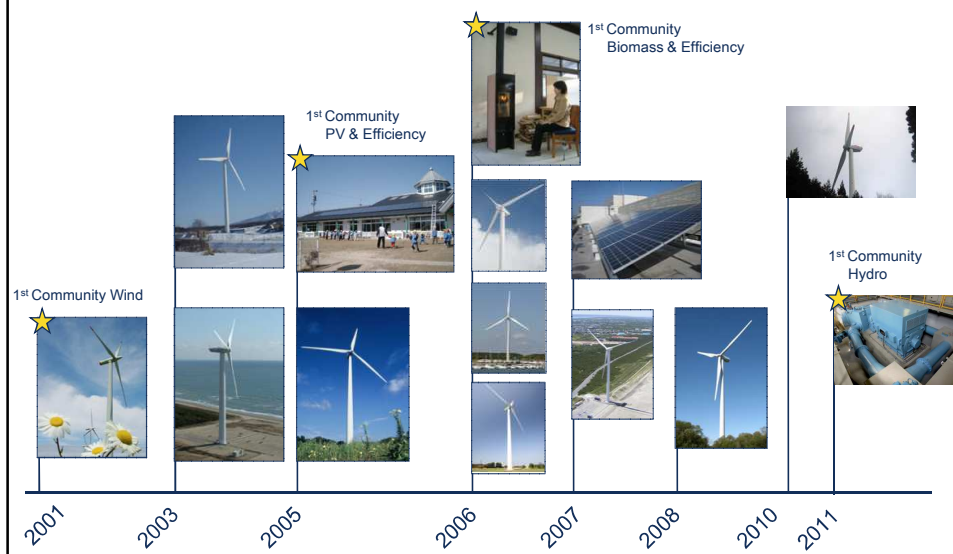 1st Community
Biomass & Efficiency
1st Community
PV & Efficiency
1st Community
Hydro
1st Community Wind
2001
2003
2005
2006
2007
2008
2010
2011